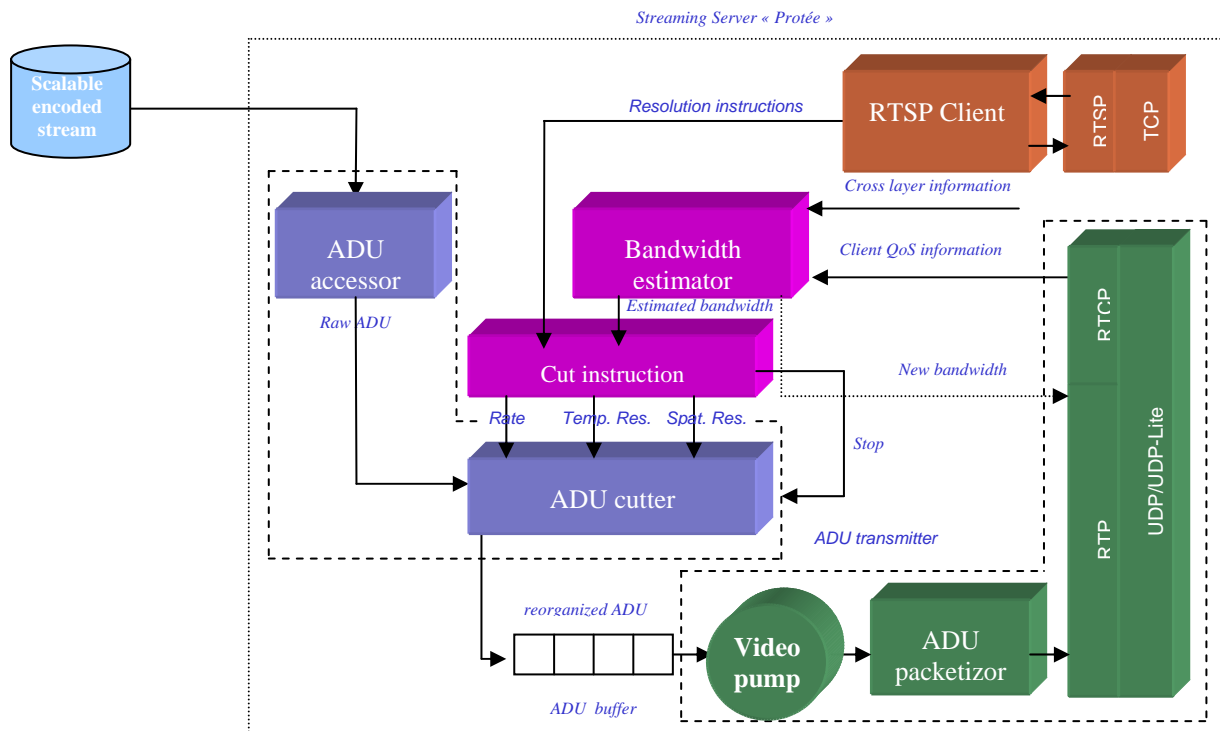 Streaming Server « Protée »
Scalable
encoded
stream
Resolution instructions
RTSP Client
RTSP
TCP
Cross layer information
ADU
accessor
Bandwidth
estimator
Client QoS information
Raw ADU
Estimated bandwidth
RTCP
Cut instruction
New bandwidth
Rate
Temp. Res.
Spat. Res.
Stop
UDP/UDP-Lite
ADU cutter
RTP
ADU transmitter
reorganized ADU
Video
pump
ADU
packetizor
ADU buffer